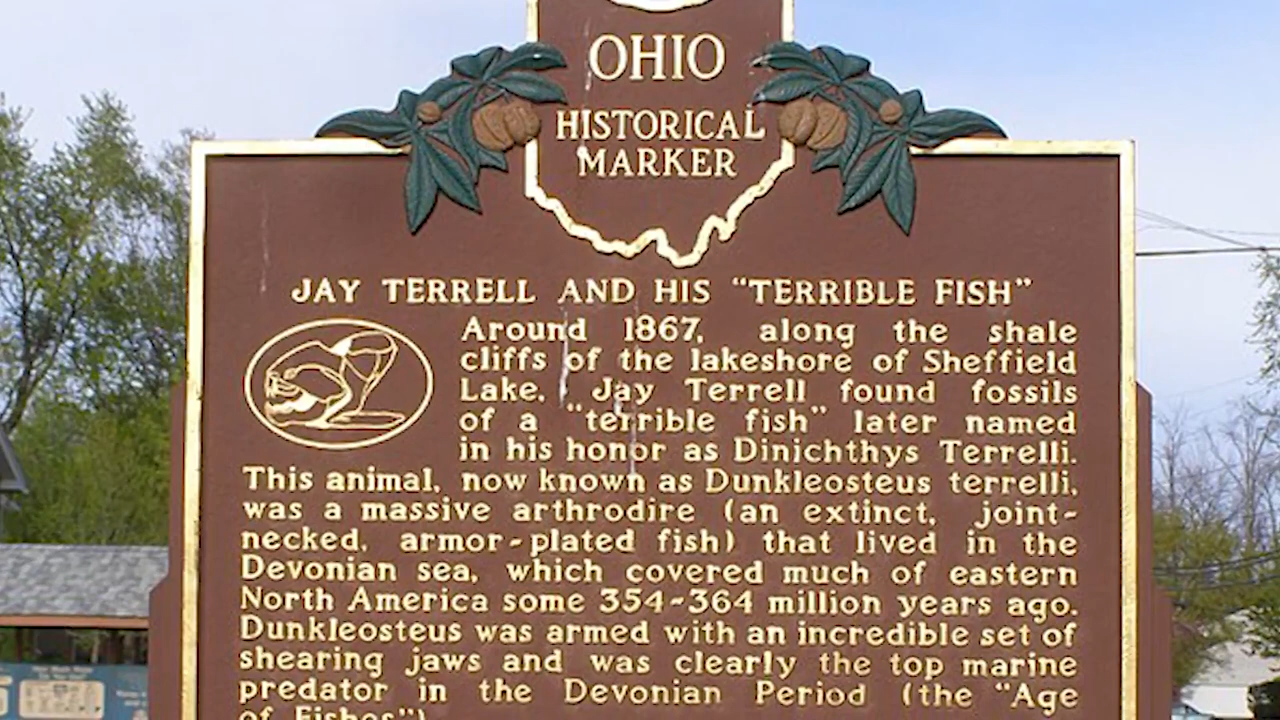 OHIO
HISTORICAL
MARKER
JAY TERRELL AND HIS "TERRIBLE FISH"
Around 1867, along the shale
cliffs of the lakeshore of Sheffield
Lake, Jay Terrell found fossils
of a "terrible fish" later named
in his honor as Dinichthys Terrelli.
This animal, now known as Dunkleosteus terrelli,
was a massive arthrodire (an extinct, joint-
necked, armor-plated fish) that lived in the
Devonian sea, which covered much of eastern
North America some 354-364 million years ago.
Dunkleosteus was armed with an incredible set of
shearing jaws and was clearly the top marine
predator in the Devonian Period (the "Age
of Fishes")